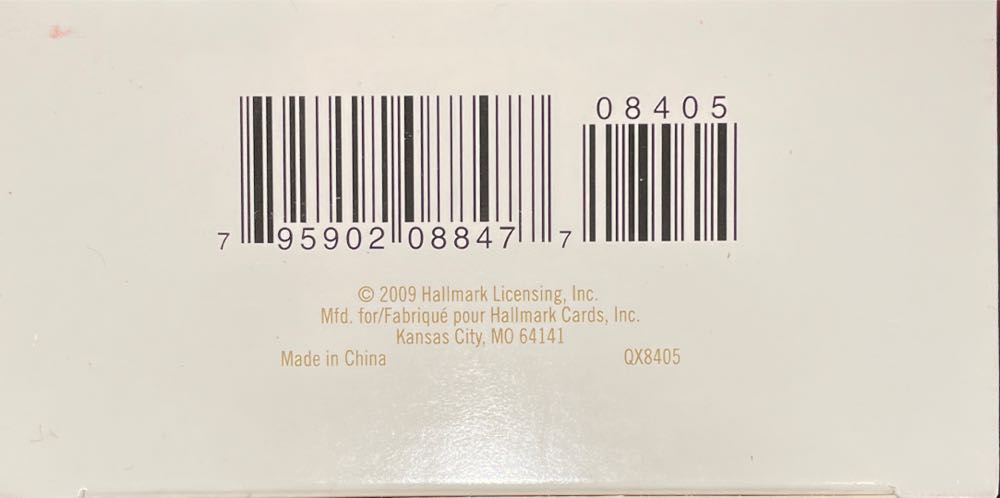 08405
7 95902 08847 7
© 2009 Hallmark Licensing, Inc.
Mfd. for/Fabriqué pour Hallmark Cards, Inc.
Kansas City, MO 64141
Made in China QX8405